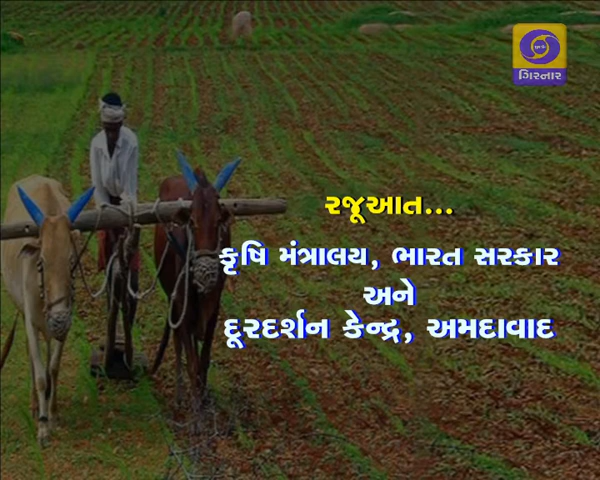 ગિરનાર
રજૂઆત...
કૃષિ મંત્રાલય, ભારત સરકાર
અને
દૂરદર્શન કેન્દ્ર, અમદાવાદ